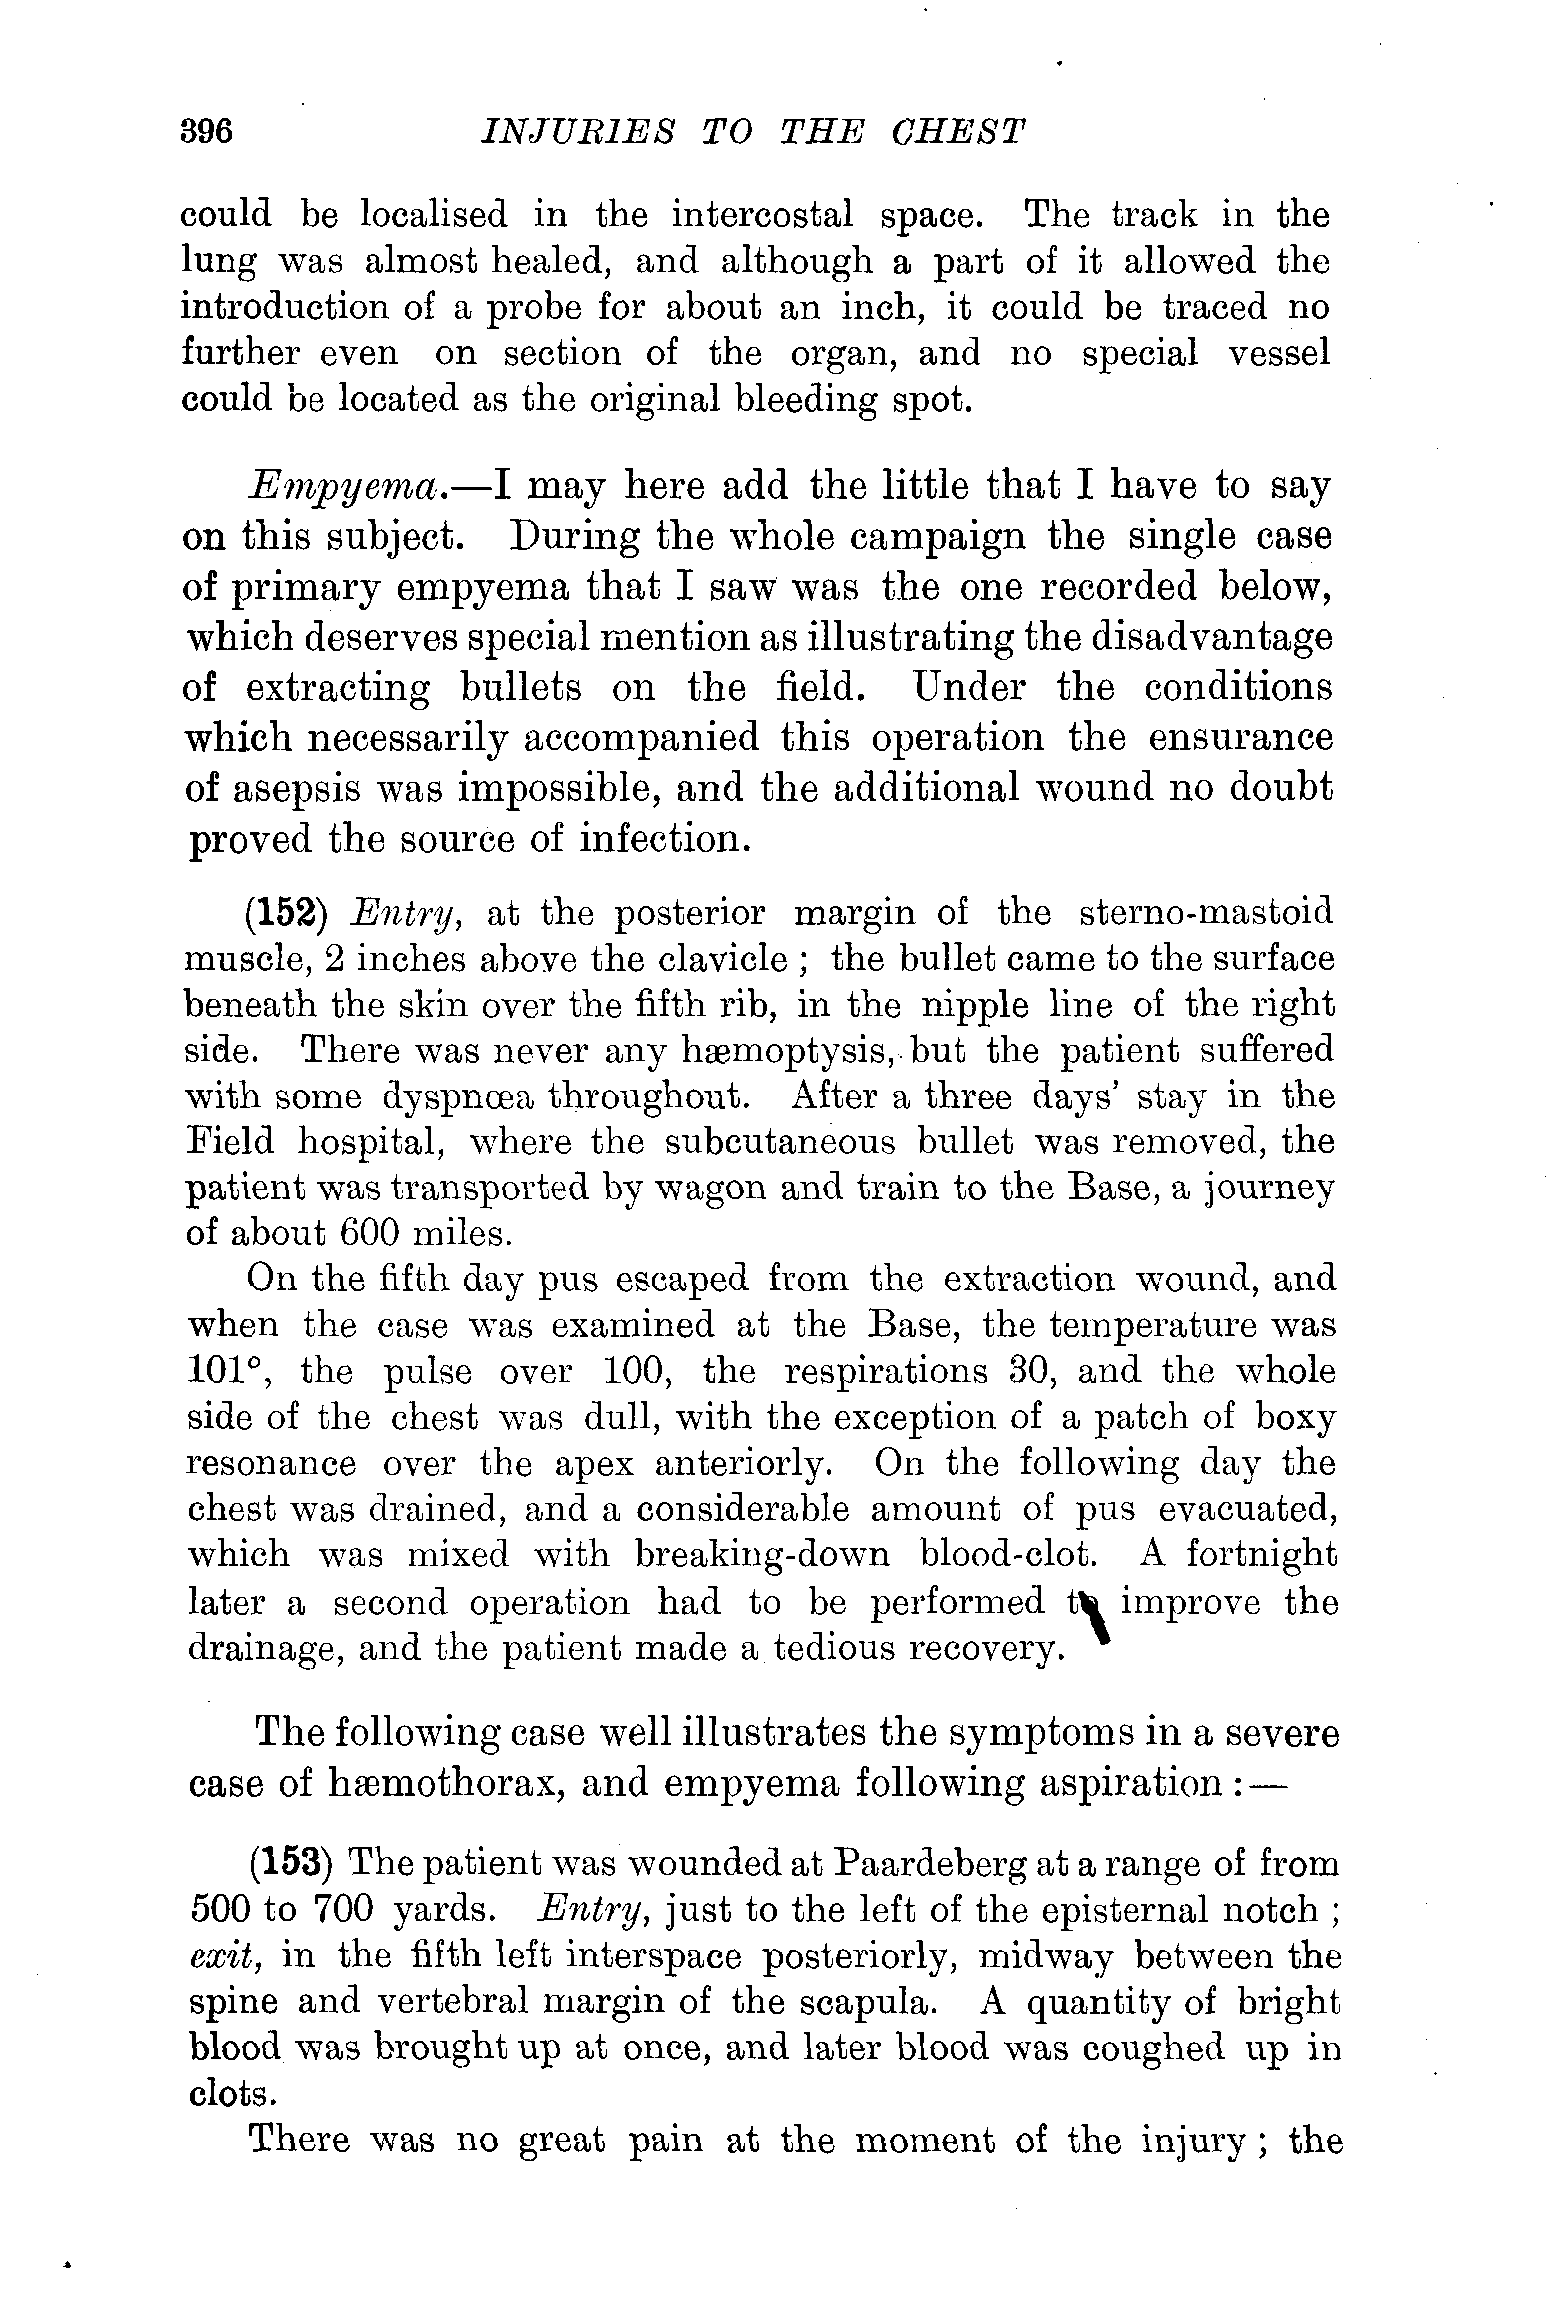 396 INJURIES TO THE CHEST
could be localised in the intercostal space. The track in the
lung was almost healed, and although a part of it allowed the
introduction of a probe for about an inch, it could be traced no
further even on section of the organ, and no special vessel
could be located as the original bleeding spot.
Empyema.—I may here add the little that I have to say
on this subject. During the whole campaign the single case
of primary empyema that I saw was the one recorded below,
which deserves special mention as illustrating the disadvantage
of extracting bullets on the field. Under the conditions
which necessarily accompanied this operation the ensurance
of asepsis was impossible, and the additional wound no doubt
proved the source of infection.
(152) Entry, at the posterior margin of the sterno-mastoid
muscle, 2 inches above the clavicle ; the bullet came to the surface
beneath the skin over the fifth rib, in the nipple line of the right
side. There was never any hæmoptysis, but the patient suffered
with some dyspnœa throughout. After a three days' stay in the
Field hospital, where the subcutaneous bullet was removed, the
patient was transported by wagon and train to the Base, a journey
of about 600 miles.
On the fifth day pus escaped from the extraction wound, and
when the case was examined at the Base, the temperature was
101°, the pulse over 100, the respirations 30, and the whole
side of the chest was dull, with the exception of a patch of boxy
resonance over the apex anteriorly. On the following day the
chest was drained, and a considerable amount of pus evacuated,
which was mixed with breaking-down blood-clot. A fortnight
later a second operation had to be performed to improve the
drainage, and the patient made a tedious recovery.
The following case well illustrates the symptoms in a severe
case of hæmothorax, and empyema following aspiration :—
(153) The patient was wounded at Paardeberg at a range of from
500 to 700 yards. Entry, just to the left of the episternal notch ;
exit, in the fifth left interspace posteriorly, midway between the
spine and vertebral margin of the scapula. A quantity of bright
blood was brought up at once, and later blood was coughed up in
clots.
There was no great pain at the moment of the injury ; the